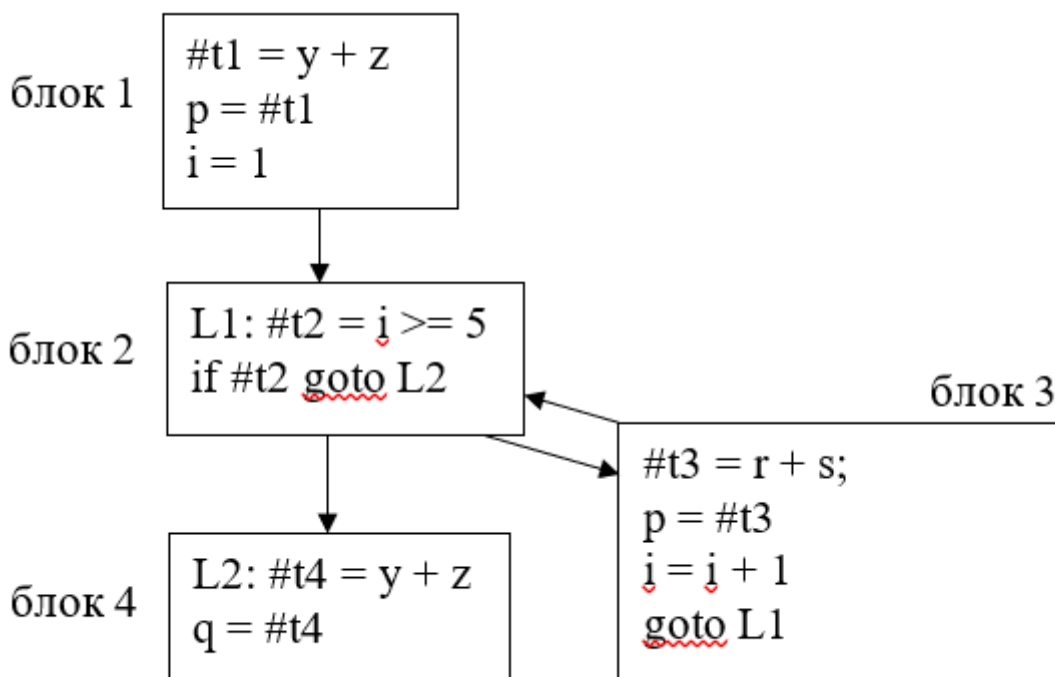 блок 1
#t1 = y + z
p = #t1
i = 1
блок 2
L1: #t2 = i >= 5
if #t2 goto L2
блок 3
#t3 = r + s;
p = #t3
i = i + 1
goto L1
блок 4
L2: #t4 = y + z
q = #t4